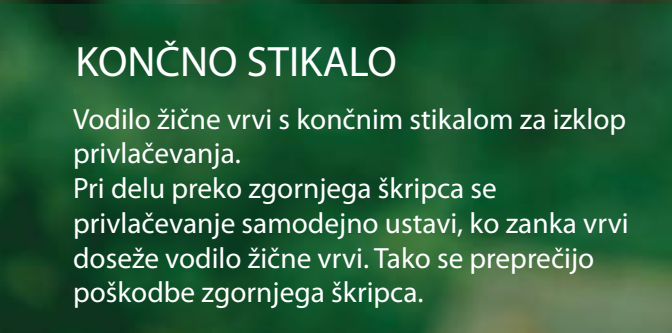 KONČNO STIKALO
Vodilo žične vrvi s končnim stikalom za izklop
privlačevanja.
Pri delu preko zgornjega škripca se
privlačevanje samodejno ustavi, ko zanka vrvi
doseže vodilo žične vrvi. Tako se preprečijo
poškodbe zgornjega škripca.